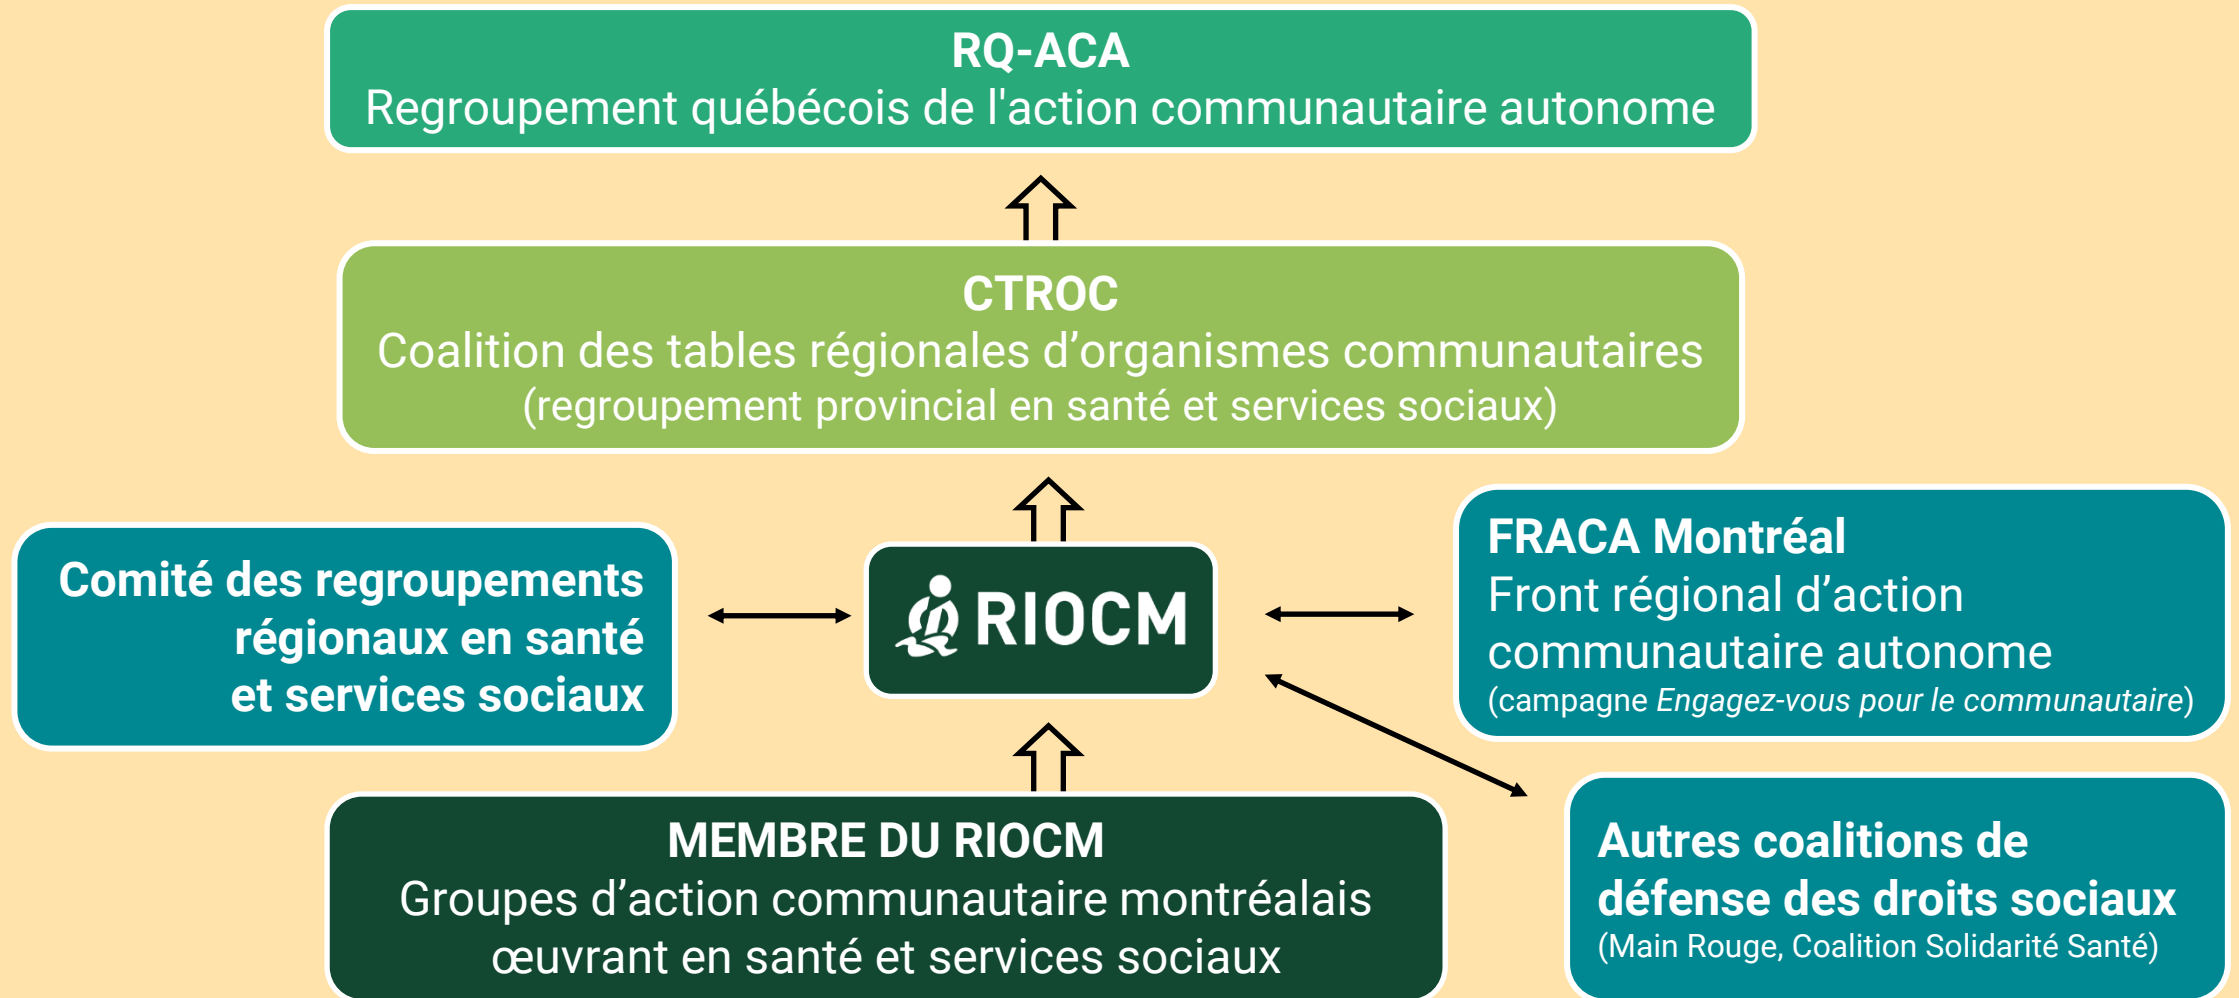 RQ-ACA
Regroupement québécois de l'action communautaire autonome
CTROC
Coalition des tables régionales d’organismes communautaires
(regroupement provincial en santé et services sociaux)
Comité des regroupements
régionaux en santé
et services sociaux
RIOCM
FRACA Montréal
Front régional d’action
communautaire autonome
(campagne Engagez-vous pour le communautaire)
MEMBRE DU RIOCM
Groupes d’action communautaire montréalais
œuvrant en santé et services sociaux
Autres coalitions de
défense des droits sociaux
(Main Rouge, Coalition Solidarité Santé)